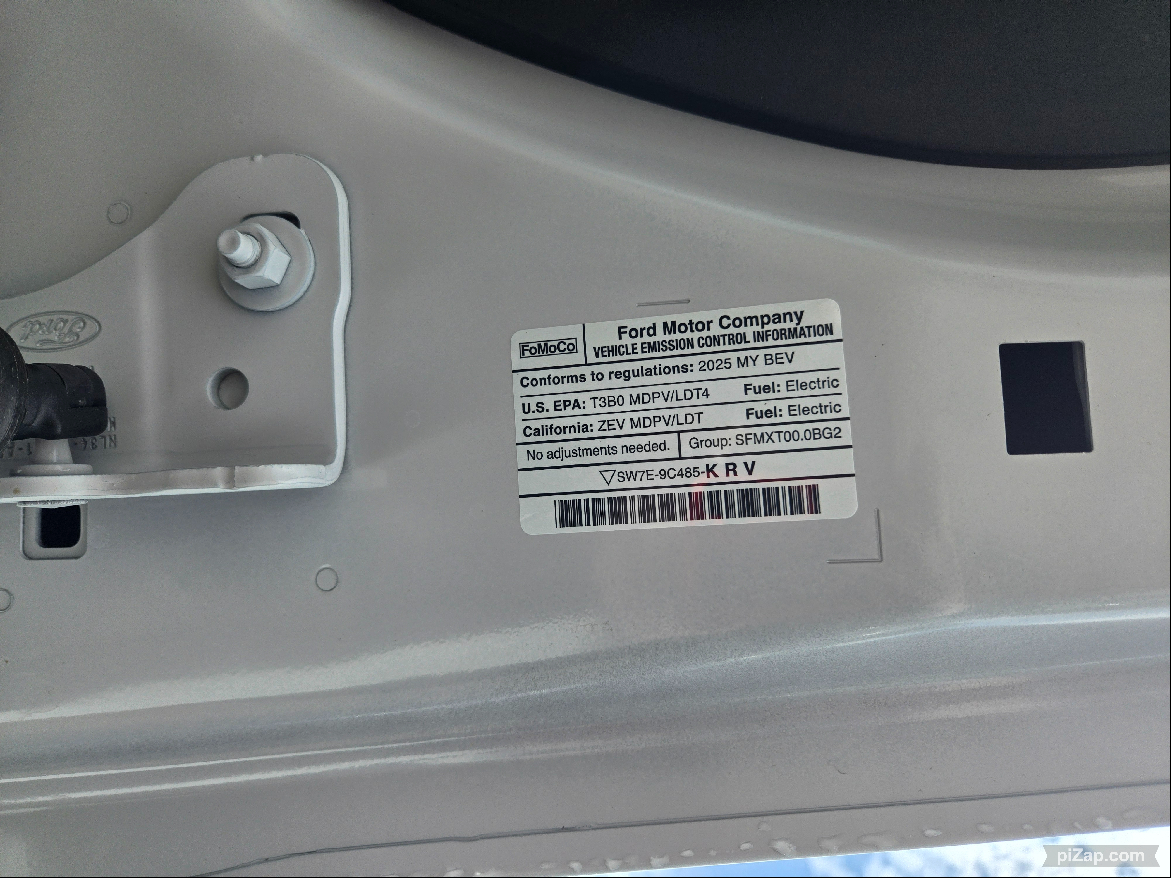 Ford
FoMoCo
Ford Motor Company
VEHICLE EMISSION CONTROL INFORMATION
Conforms to regulations: 2025 MY BEV
U.S. EPA: T3B0 MDPV/LDT4 Fuel: Electric
California: ZEV MDPV/LDT Fuel: Electric
No adjustments needed. Group: SFMXT00.0BG2
▽SW7E-9C485-K R V
piZap.com